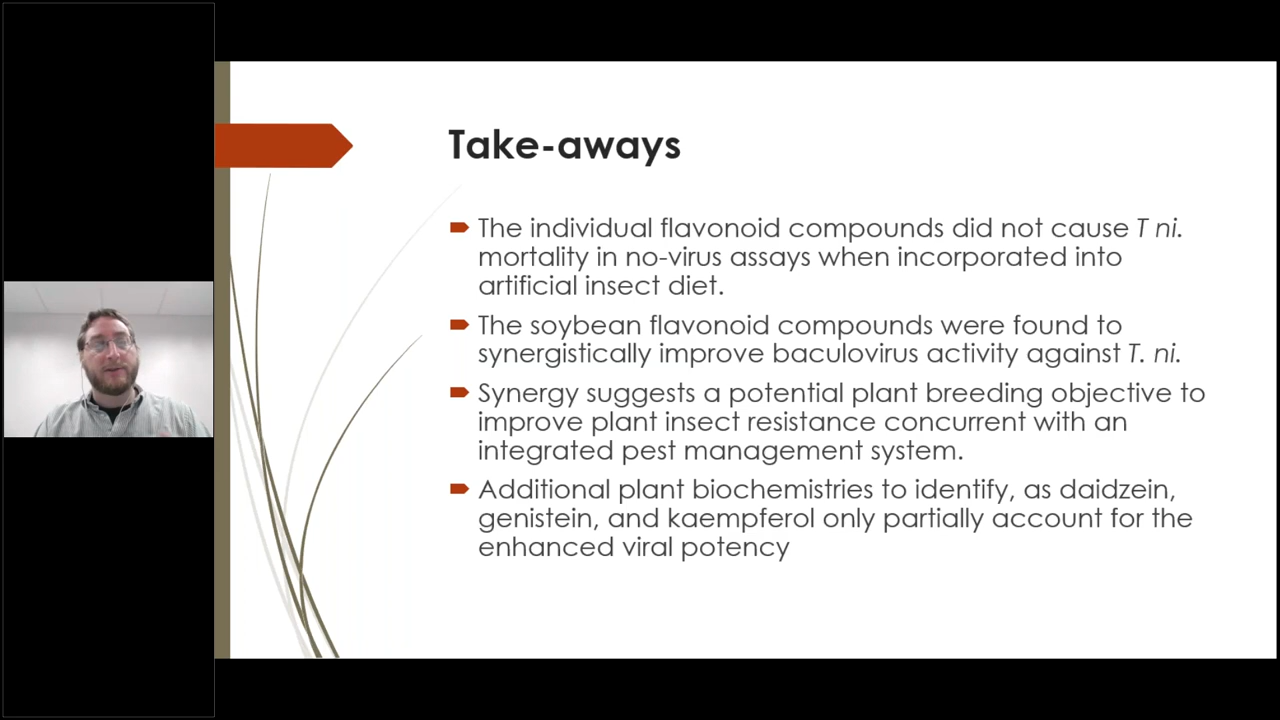 Take-aways
The individual flavonoid compounds did not cause T ni.
mortality in no-virus assays when incorporated into
artificial insect diet.
The soybean flavonoid compounds were found to
synergistically improve baculovirus activity against T. ni.
Synergy suggests a potential plant breeding objective to
improve plant insect resistance concurrent with an
integrated pest management system.
Additional plant biochemistries to identify, as daidzein,
genistein, and kaempferol only partially account for the
enhanced viral potency